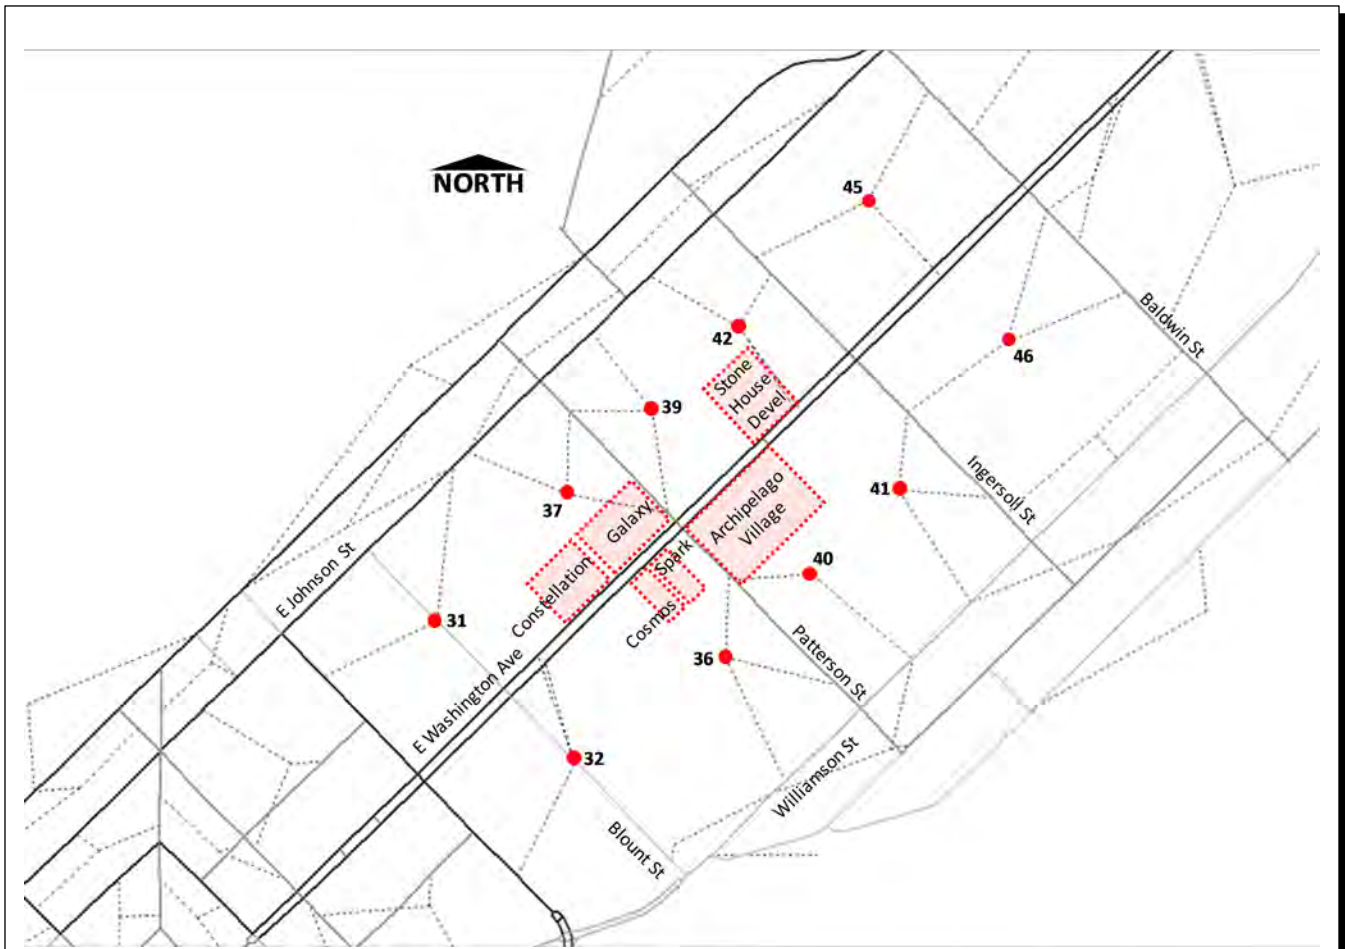 NORTH
45
42
46
Baldwin St
Stone
House
Devel
39
37
Galaxy
Archipelago
Village
41
Ingersoll St
Spark
40
E Johnson St
Constellation
31
Cosmos
36
Patterson St
E Washington Ave
32
Williamson St
Blount St